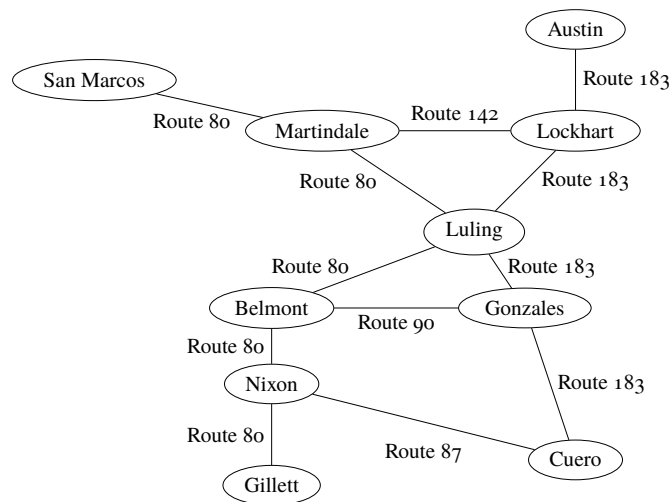 Austin
San Marcos
Route 183
Route 80
Route 142
Martindale
Lockhart
Route 80
Route 183
Luling
Route 80
Route 183
Belmont
Gonzales
Route 90
Route 80
Nixon
Route 183
Route 80
Route 87
Cuero
Gillett